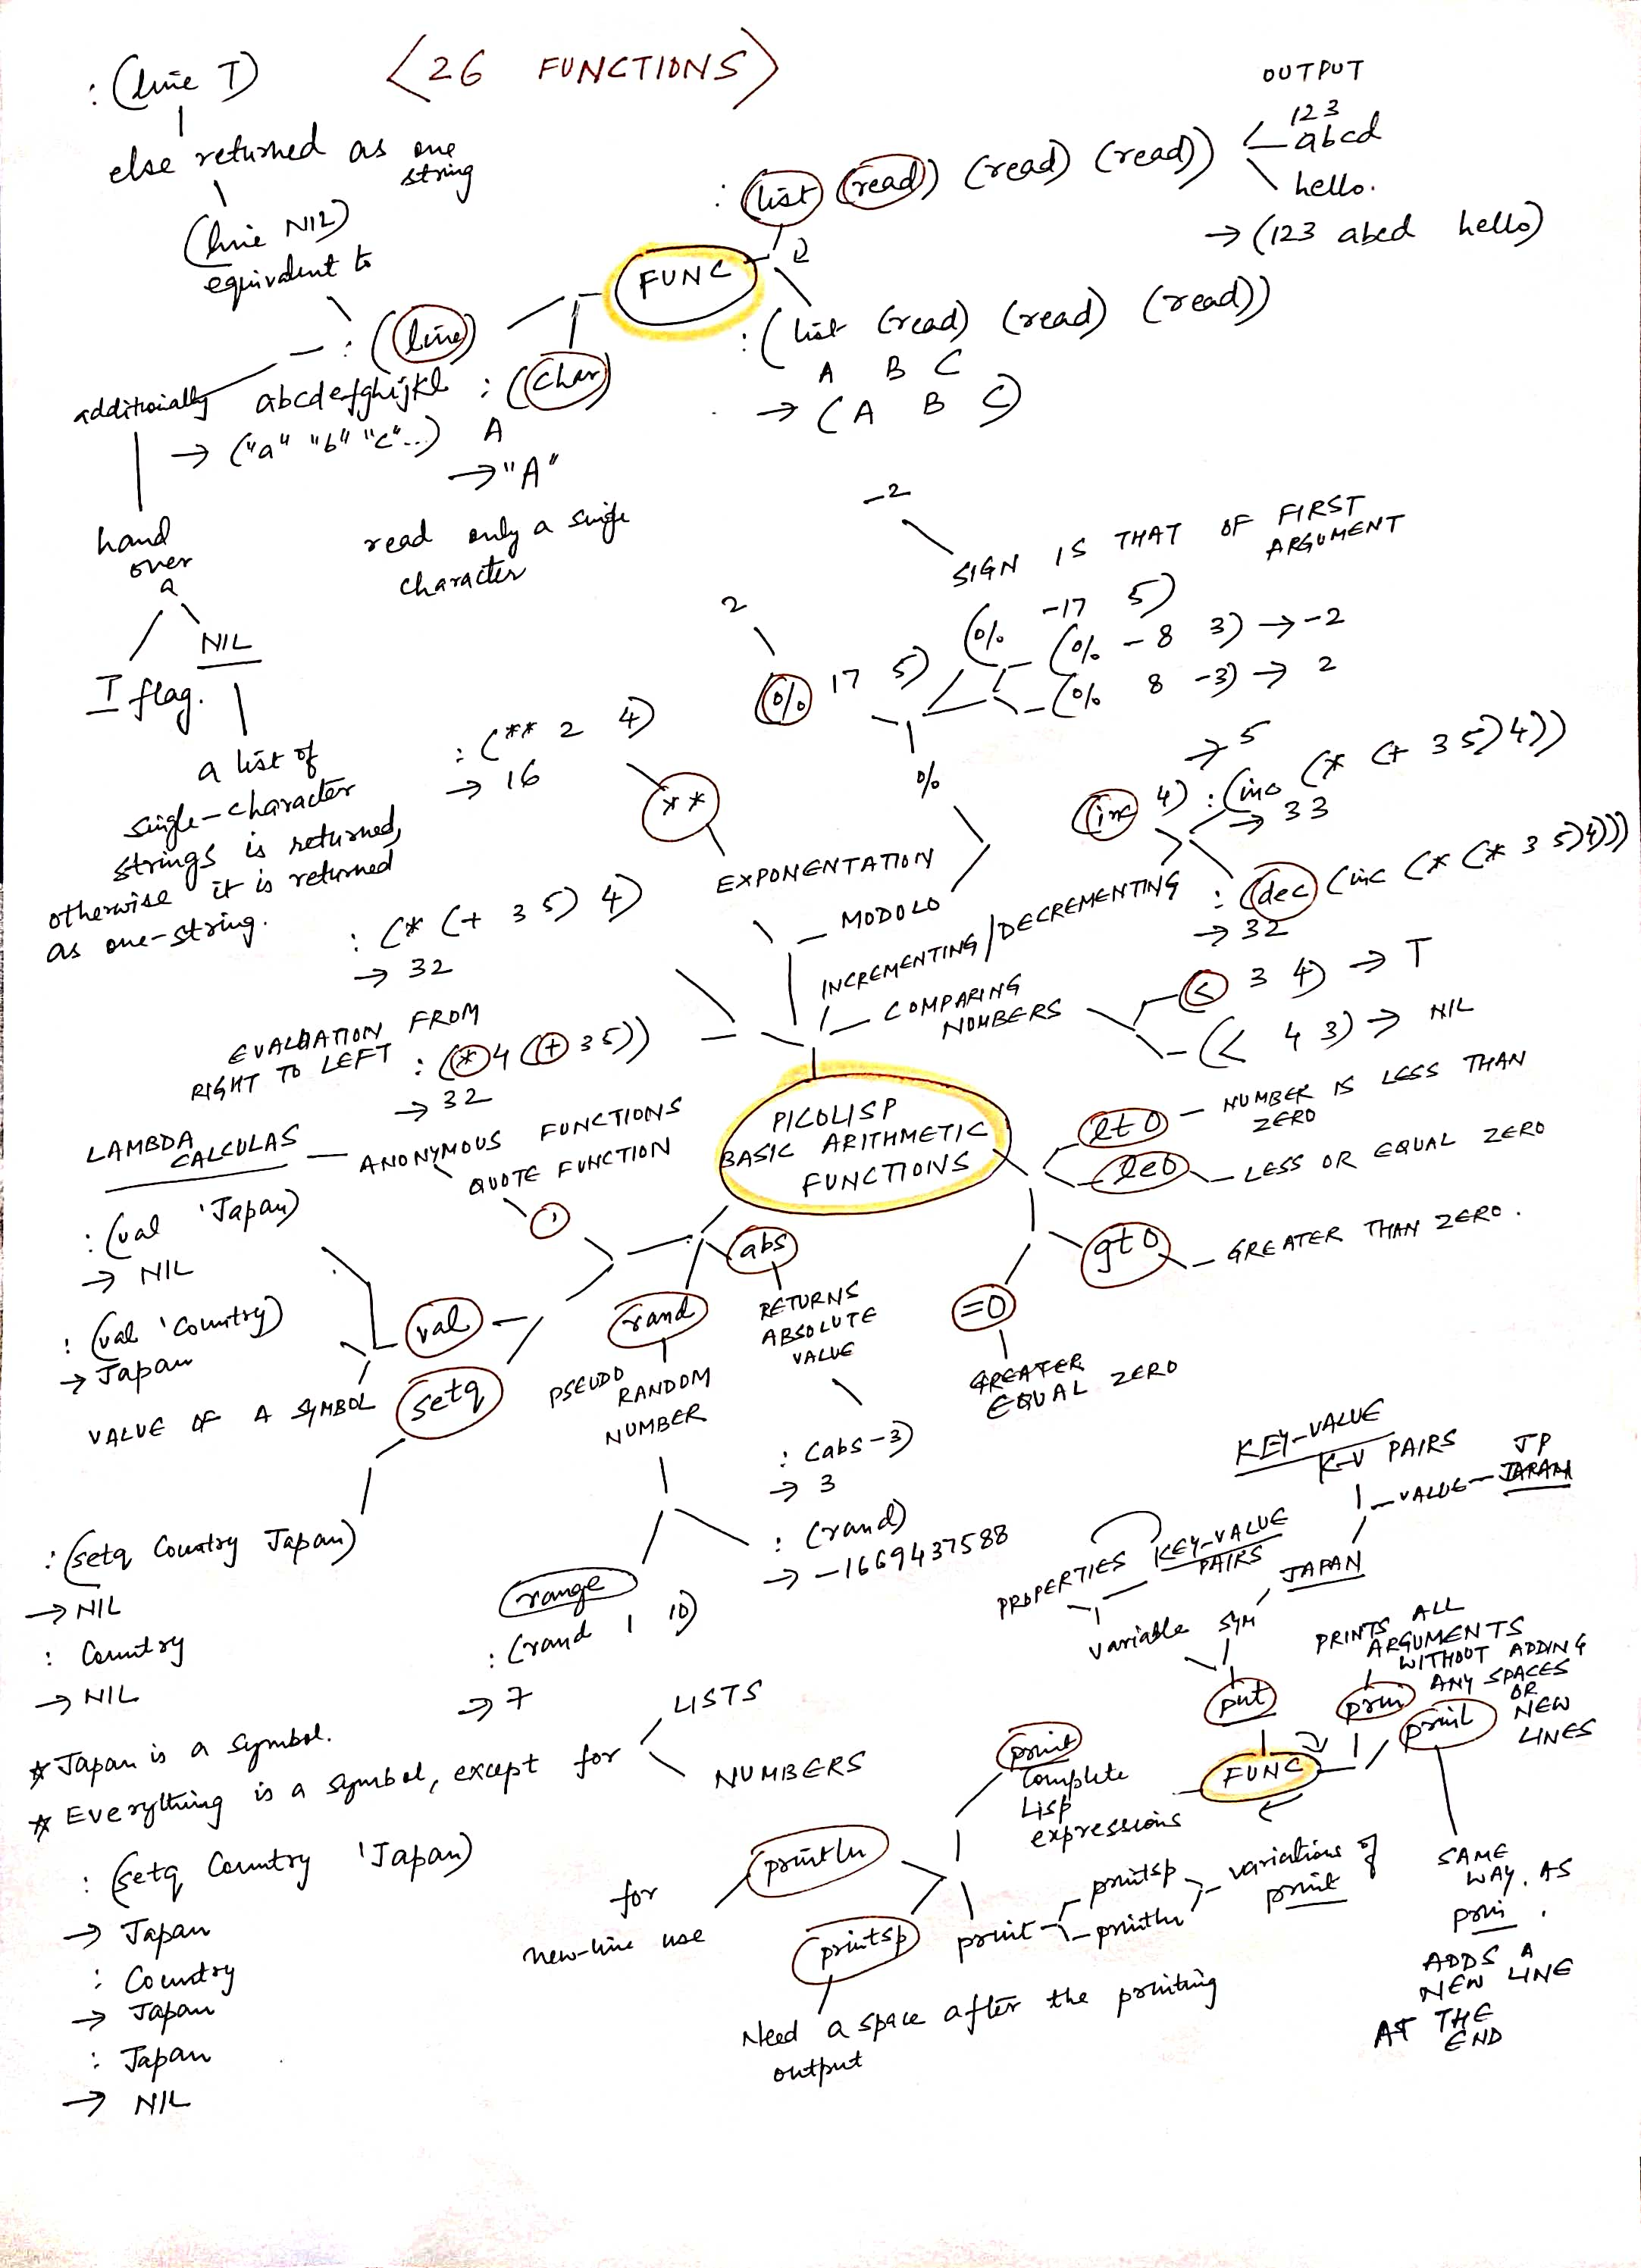 : (line T)
< 26 FUNCTIONS >
else returned as one
string
(line NIL)
equivalent to
: (line)
additionally
abcdefghijkl
→ ("a" "b" "c"...)
hand
over
a
T flag.
NIL
a list of
single-character
strings is returned,
otherwise it is returned
as one-string.
FUNC
: (char)
A
→ "A"
read only a single
character
OUTPUT
: (list (read)) (read) (read))
123
abcd
hello.
→ (123 abcd hello)
2
: (list (read) (read) (read))
A B C
→ (A B C)
-2
SIGN IS THAT OF FIRST
ARGUMENT
2
(% 17 5)
(% -17 5)
(% -8 3) → -2
(% 8 -3) → 2
%
MODOLO
: (** 2 4)
→ 16
**
EXPONENTATION
→ 5
(inc 4) : (inc (* (+ 3 5) 4))
→ 33
INCREMENTING/DECREMENTING
: (dec (inc (* (* 3 5) 4)))
→ 32
: (* (+ 3 5) 4)
→ 32
COMPARING
NUMBERS
(< 3 4) → T
(< 4 3) → NIL
EVALUATION FROM
RIGHT TO LEFT
: (* 4 (+ 3 5))
→ 32
PICOLISP
BASIC ARITHMETIC
FUNCTIONS
lt0 – NUMBER IS LESS THAN
ZERO
le0 – LESS OR EQUAL ZERO
gt0 – GREATER THAN ZERO.
=0
GREATER
EQUAL ZERO
LAMBDA
CALCULAS – ANONYMOUS FUNCTIONS
QUOTE FUNCTION
'
: (val 'Japan)
→ NIL
: (val 'Country)
→ Japan
val
VALUE OF A SYMBOL
setq
rand
PSEUDO
RANDOM
NUMBER
abs
RETURNS
ABSOLUTE
VALUE
: (abs -3)
→ 3
: (rand)
→ -1669437588
range
: (rand 1 10)
→ 7
: (setq Country Japan)
→ NIL
: Country
→ NIL
* Japan is a symbol.
* Everything is a symbol, except for
LISTS
NUMBERS
: (setq Country 'Japan)
→ Japan
: Country
→ Japan
: Japan
→ NIL
KEY-VALUE
K-V PAIRS
VALUE – JP
JAPAN
PROPERTIES KEY-VALUE
PAIRS
JAPAN
variable SYM
put
FUNC
prin
PRINTS ALL
ARGUMENTS
WITHOUT ADDING
ANY SPACES
OR
NEW
LINES
prinl
SAME
WAY. AS
prin.
ADDS A
NEW LINE
AT THE
END
print
Complete
Lisp
expressions
println
for
new-line use
printsp
print
printsp
println
variations of
print
Need a space after the printing
output